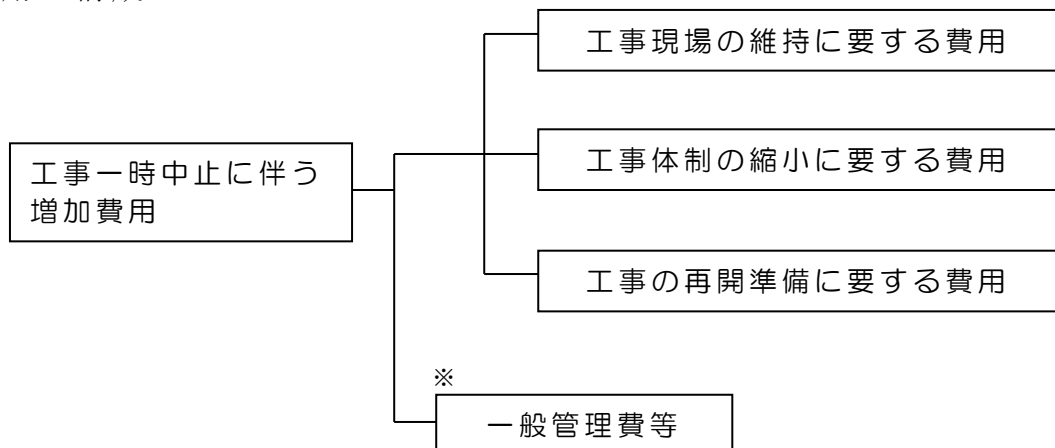 工事現場の維持に要する費用
工事体制の縮小に要する費用
工事一時中止に伴う
増加費用
工事の再開準備に要する費用
※
一般管理費等